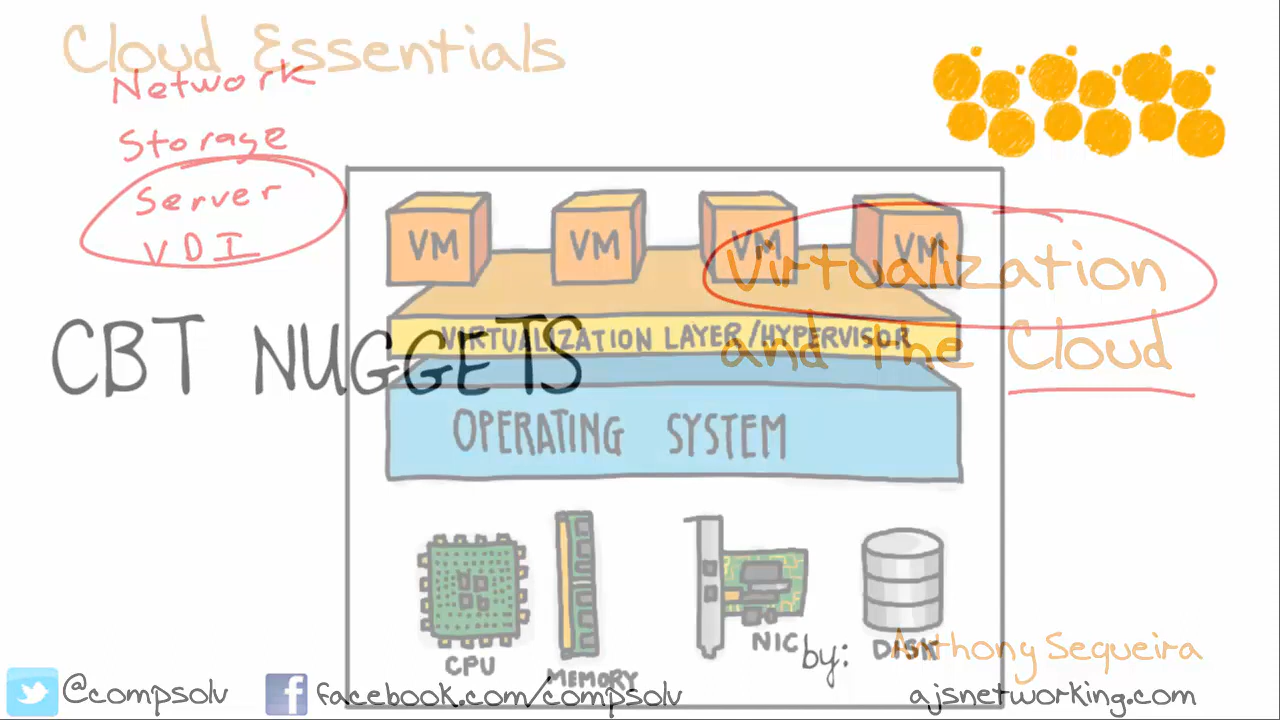 Cloud Essentials
Network
Storage
Server
VDI
VM VM VM VM
Virtualization
and the Cloud
VIRTUALIZATION LAYER/HYPERVISOR
CBT NUGGETS
OPERATING SYSTEM
CPU
MEMORY
NIC
DISK
by: Anthony Sequeira
@compsolv
facebook.com/compsolv
ajsnetworking.com